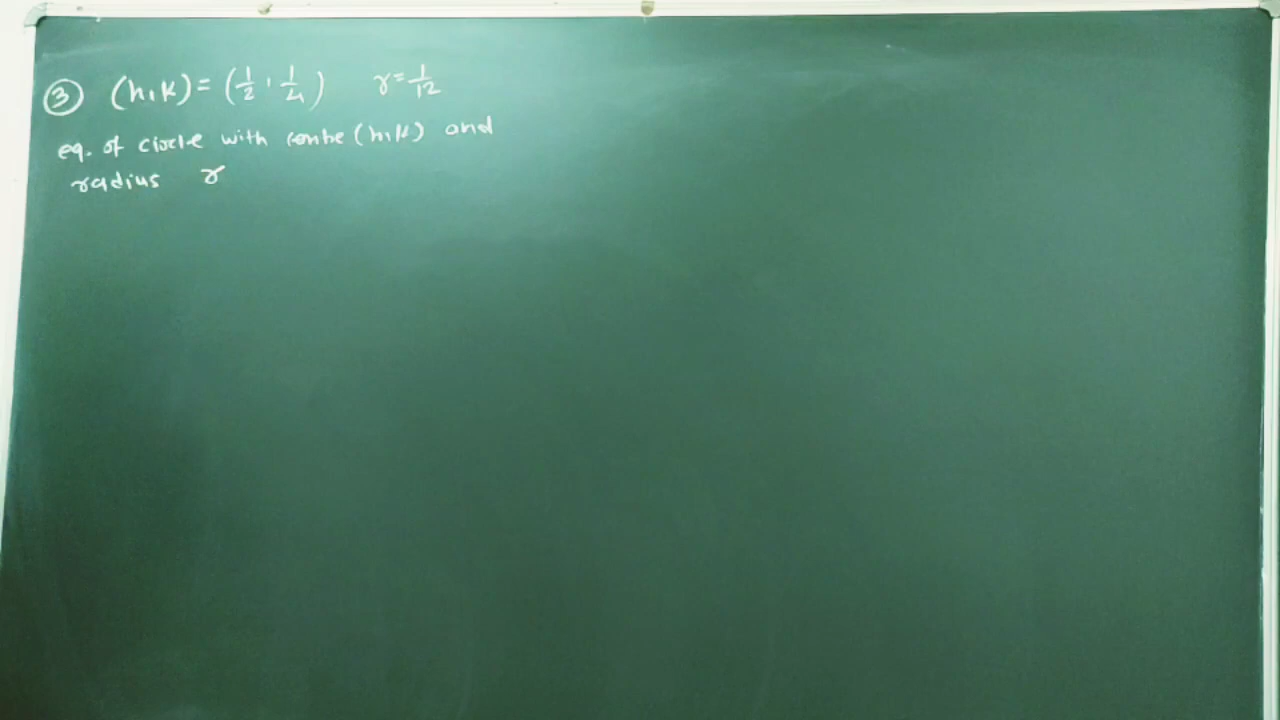 ③ (h,k) = (1/2, 1/4) r = 1/12
eq. of circle with centre (h,k) and
radius r